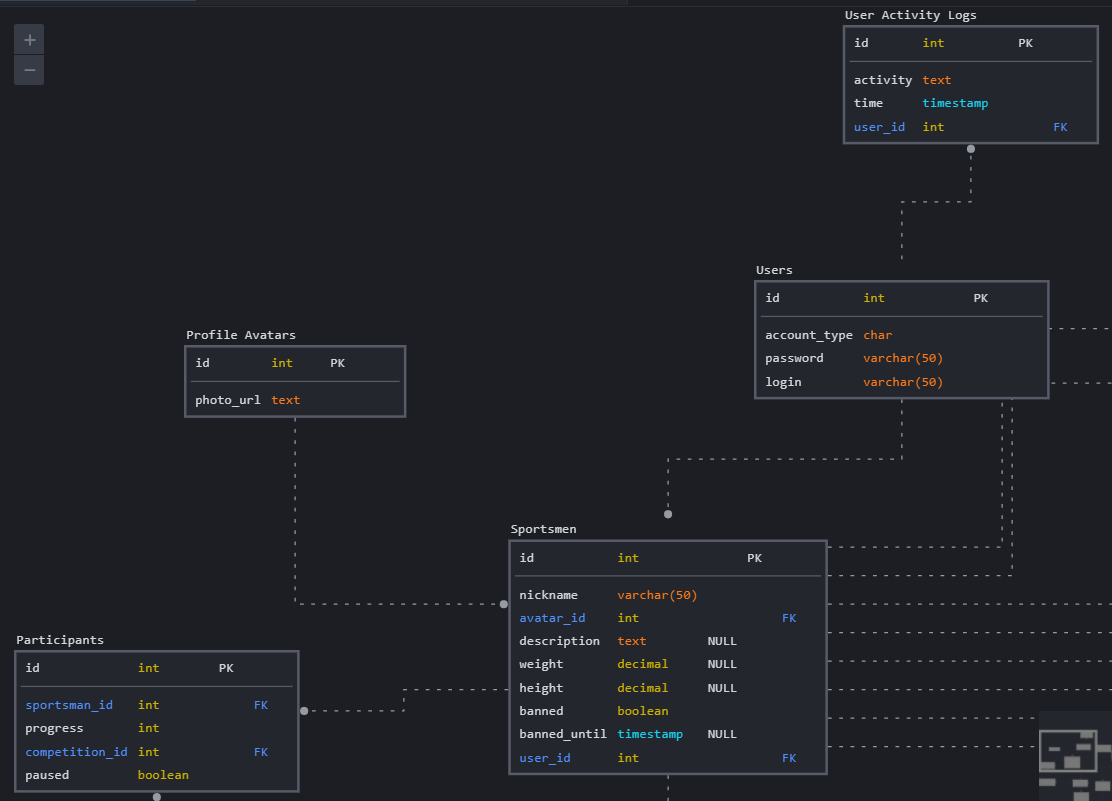 User Activity Logs
id int PK
activity text
time timestamp
user_id int FK
Users
id int PK
account_type char
password varchar(50)
login varchar(50)
Profile Avatars
id int PK
photo_url text
Sportsmen
id int PK
nickname varchar(50)
avatar_id int FK
description text NULL
weight decimal NULL
height decimal NULL
banned boolean
banned_until timestamp NULL
user_id int FK
Participants
id int PK
sportsman_id int FK
progress int
competition_id int FK
paused boolean